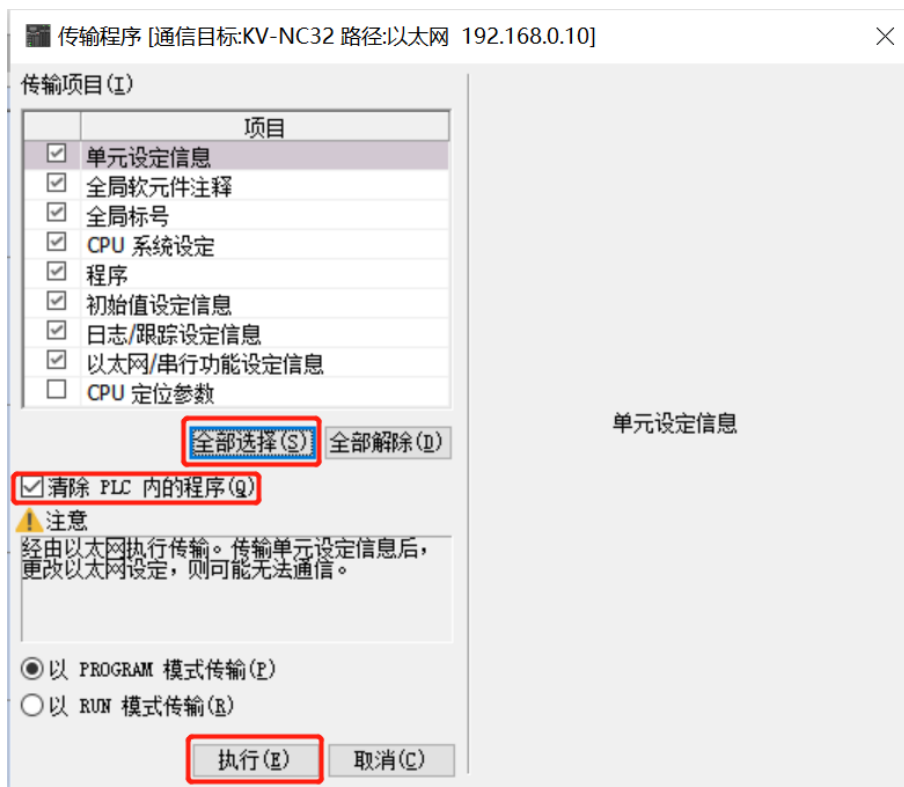 传输程序 [通信目标:KV-NC32 路径:以太网 192.168.0.10]
传输项目(I)
项目
单元设定信息
全局软元件注释
全局标号
CPU 系统设定
程序
初始值设定信息
日志/跟踪设定信息
以太网/串行功能设定信息
CPU 定位参数
全部选择(S) 全部解除(D)
清除 PLC 内的程序(Q)
注意
经由以太网执行传输。传输单元设定信息后，
更改以太网设定，则可能无法通信。
以 PROGRAM 模式传输(P)
以 RUN 模式传输(R)
执行(E) 取消(C)
单元设定信息